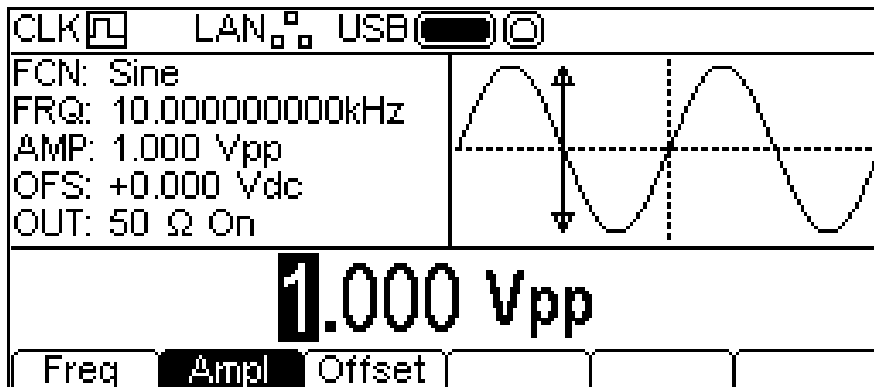 CLK LAN USB
FCN: Sine
FRQ: 10.000000000kHz
AMP: 1.000 Vpp
OFS: +0.000 Vdc
OUT: 50 Ω On
1.000 Vpp
Freq Ampl Offset